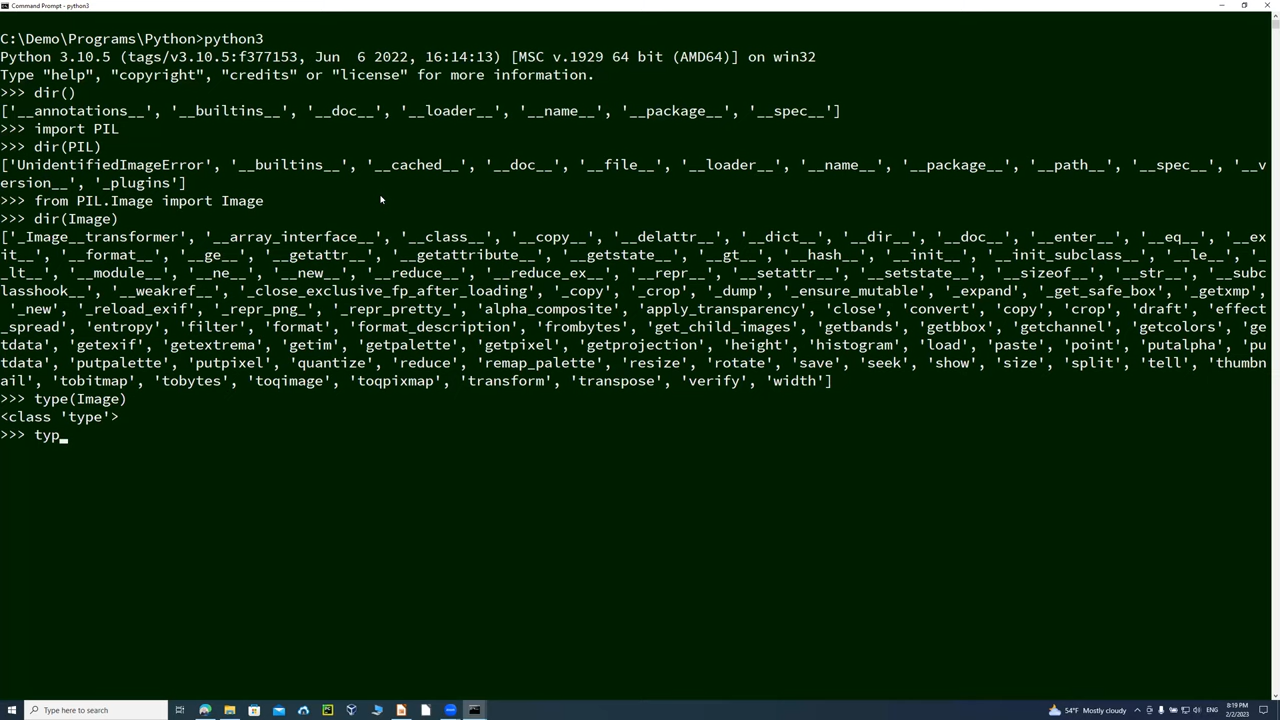 Command Prompt - python3
C:\Demo\Programs\Python>python3
Python 3.10.5 (tags/v3.10.5:f377153, Jun  6 2022, 16:14:13) [MSC v.1929 64 bit (AMD64)] on win32
Type "help", "copyright", "credits" or "license" for more information.
>>> dir()
['__annotations__', '__builtins__', '__doc__', '__loader__', '__name__', '__package__', '__spec__']
>>> import PIL
>>> dir(PIL)
['UnidentifiedImageError', '__builtins__', '__cached__', '__doc__', '__file__', '__loader__', '__name__', '__package__', '__path__', '__spec__', '__v
ersion__', '_plugins']
>>> from PIL.Image import Image
>>> dir(Image)
['_Image__transformer', '__array_interface__', '__class__', '__copy__', '__delattr__', '__dict__', '__dir__', '__doc__', '__enter__', '__eq__', '__ex
it__', '__format__', '__ge__', '__getattr__', '__getattribute__', '__getstate__', '__gt__', '__hash__', '__init__', '__init_subclass__', '__le__', '_
_lt__', '__module__', '__ne__', '__new__', '__reduce__', '__reduce_ex__', '__repr__', '__setattr__', '__setstate__', '__sizeof__', '__str__', '__subc
lasshook__', '__weakref__', '_close_exclusive_fp_after_loading', '_copy', '_crop', '_dump', '_ensure_mutable', '_expand', '_get_safe_box', '_getxmp',
 '_new', '_reload_exif', '_repr_png_', '_repr_pretty_', 'alpha_composite', 'apply_transparency', 'close', 'convert', 'copy', 'crop', 'draft', 'effect
_spread', 'entropy', 'filter', 'format', 'format_description', 'frombytes', 'get_child_images', 'getbands', 'getbbox', 'getchannel', 'getcolors', 'ge
tdata', 'getexif', 'getextrema', 'getim', 'getpalette', 'getpixel', 'getprojection', 'height', 'histogram', 'load', 'paste', 'point', 'putalpha', 'pu
tdata', 'putpalette', 'putpixel', 'quantize', 'reduce', 'remap_palette', 'resize', 'rotate', 'save', 'seek', 'show', 'size', 'split', 'tell', 'thumbn
ail', 'tobitmap', 'tobytes', 'toqimage', 'toqpixmap', 'transform', 'transpose', 'verify', 'width']
>>> type(Image)
<class 'type'>
>>> typ_
Type here to search
54°F Mostly cloudy
ENG
8:19 PM
2/2/2023